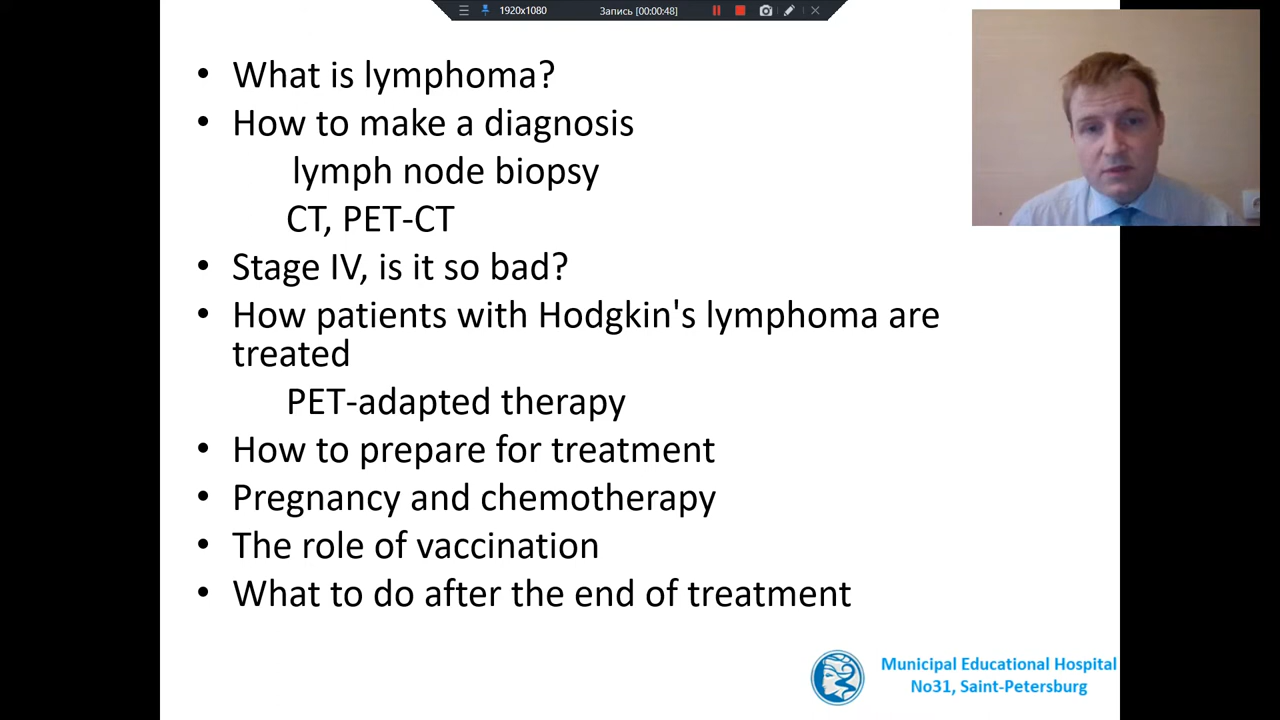 1920x1080 Запись [00:00:48]
• What is lymphoma?
• How to make a diagnosis
lymph node biopsy
CT, PET-CT
• Stage IV, is it so bad?
• How patients with Hodgkin's lymphoma are
treated
PET-adapted therapy
• How to prepare for treatment
• Pregnancy and chemotherapy
• The role of vaccination
• What to do after the end of treatment
Municipal Educational Hospital
No31, Saint-Petersburg